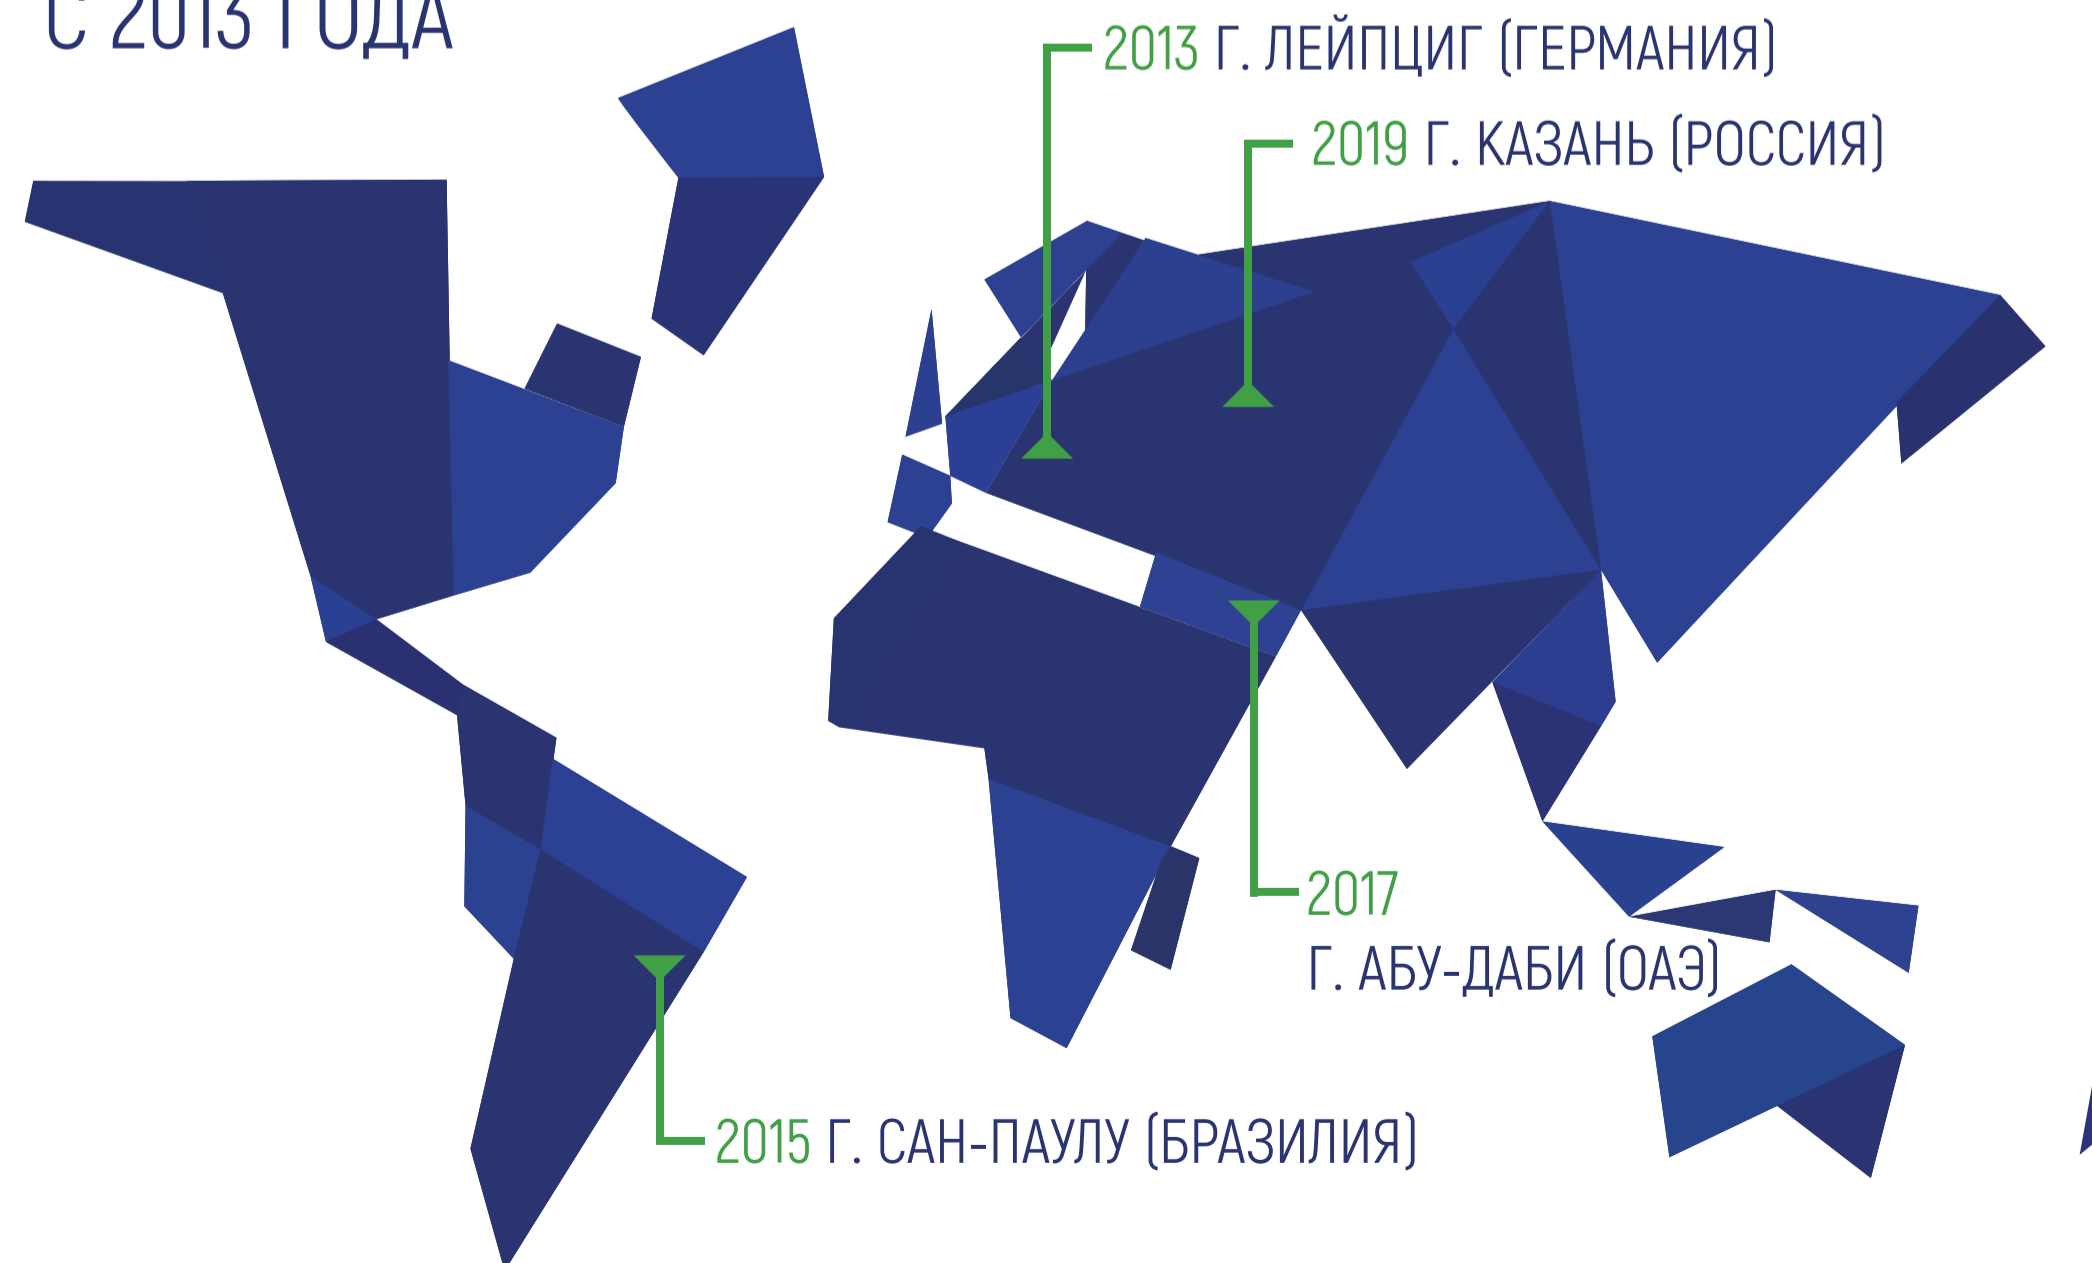 С 2013 ГОДА
2013 Г. ЛЕЙПЦИГ (ГЕРМАНИЯ)
2019 Г. КАЗАНЬ (РОССИЯ)
2017
Г. АБУ-ДАБИ (ОАЭ)
2015 Г. САН-ПАУЛУ (БРАЗИЛИЯ)